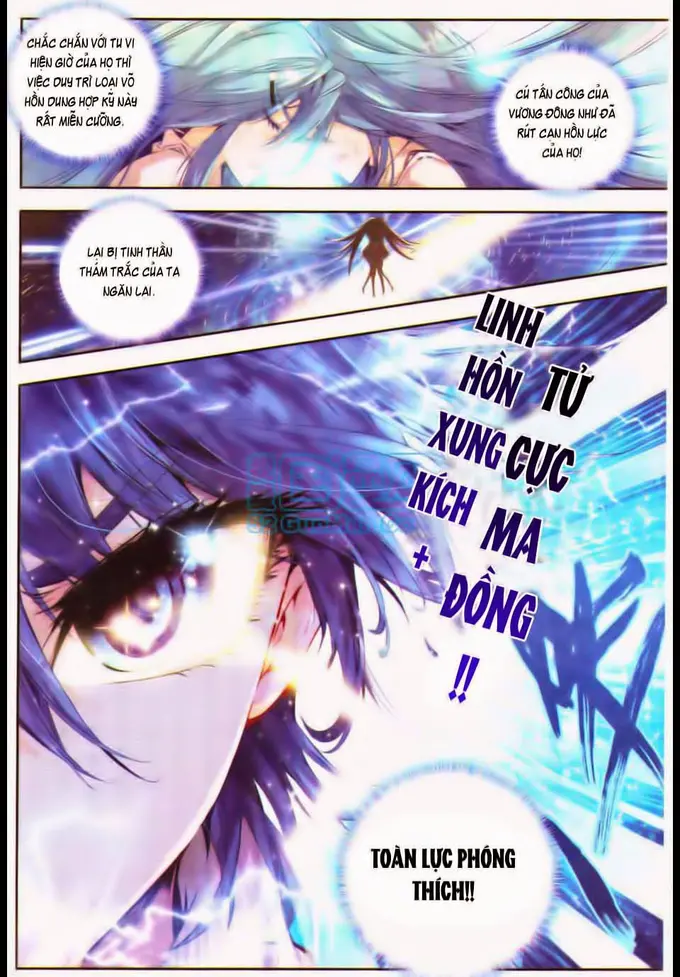 CHẮC CHẮN VỚI TU VI
HIỆN GIỜ CỦA HỌ THÌ
VIỆC DUY TRÌ LOẠI VÕ
HỒN DUNG HỢP KỸ NÀY
RẤT MIỄN CƯỠNG.
CÚ TẤN CÔNG CỦA
VƯƠNG ĐÔNG NHƯ ĐÃ
RÚT CẠN HỒN LỰC
CỦA HỌ!
LẠI BỊ TINH THẦN
THÁM TRẮC CỦA TA
NGĂN LẠI.
LINH
HỒN
XUNG
KÍCH
+
TỬ
CỰC
MA
ĐỒNG
!!
TOÀN LỰC PHÓNG
THÍCH!!